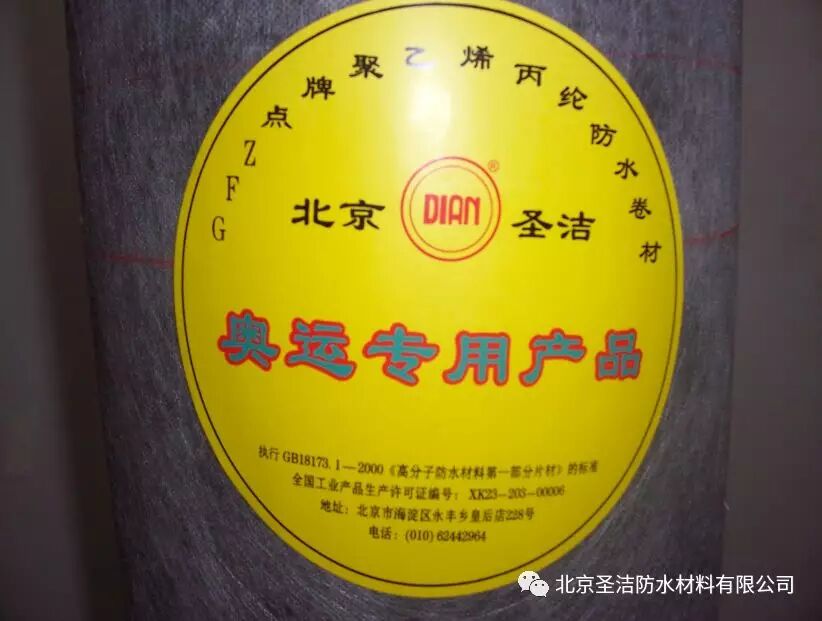 GFZ点牌聚乙烯丙纶防水卷材
北京 DIAN® 圣洁
奥运专用产品
执行GB18173.1—2000《高分子防水材料第一部分片材》的标准
全国工业产品生产许可证编号：XK23-203-00006
地址：北京市海淀区永丰乡皇后店228号
电话：(010) 62442964
北京圣洁防水材料有限公司